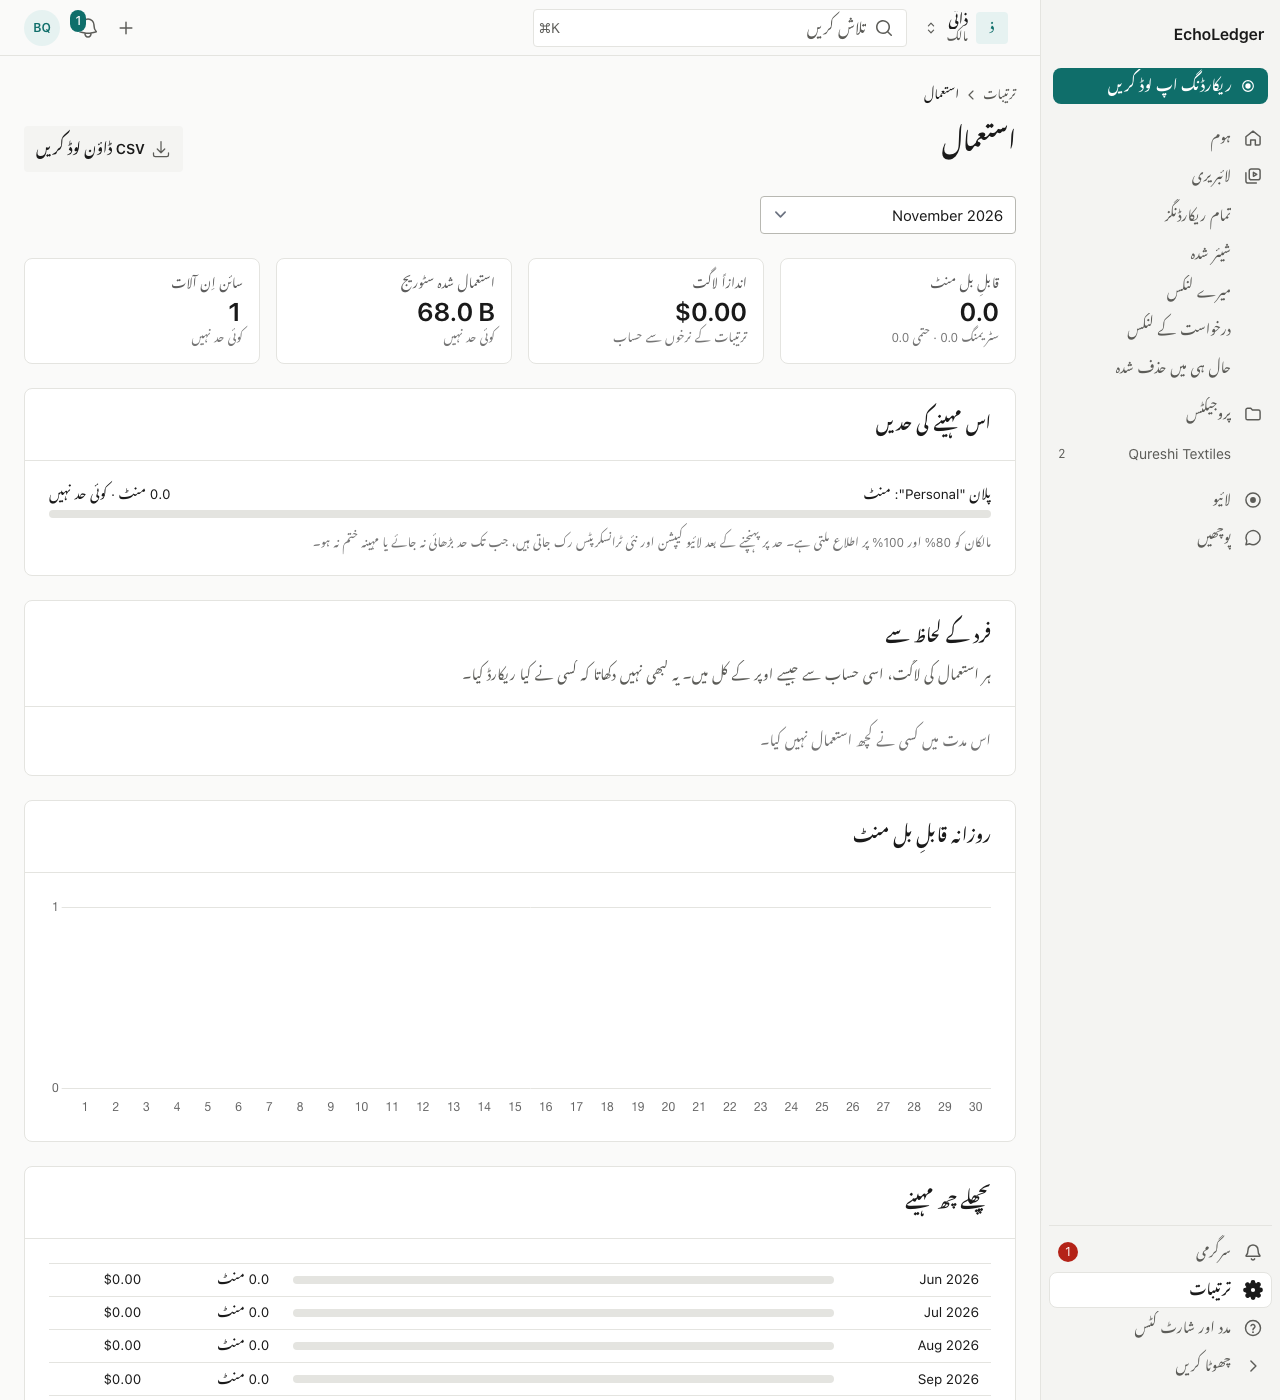 EchoLedger
ریکارڈنگ اپ لوڈ کریں
ہوم
لائبریری
تمام ریکارڈنگز
شیئر شدہ
میرے لنکس
درخواست کے لنکس
حال ہی میں حذف شدہ
پروجیکٹس
Qureshi Textiles 2
لائیو
پوچھیں
سرگرمی 1
ترتیبات
مدد اور شارٹ کٹس
چھوٹا کریں
ذ
ذاتی
مالک
تلاش کریں ⌘K
1
BQ
ترتیبات › استعمال
استعمال
CSV ڈاؤن لوڈ کریں
November 2026
قابلِ بل منٹ
0.0
سٹریمنگ 0.0 · حتمی 0.0
اندازاً لاگت
$0.00
ترتیبات کے نرخوں سے حساب
استعمال شدہ سٹوریج
68.0 B
کوئی حد نہیں
سائن اِن آلات
1
کوئی حد نہیں
اس مہینے کی حدیں
پلان "Personal": منٹ
0.0 منٹ · کوئی حد نہیں
مالکان کو 80% اور 100% پر اطلاع ملتی ہے۔ حد پر پہنچنے کے بعد لائیو کیپشن اور نئی ٹرانسکرپٹس رک جاتی ہیں، جب تک حد بڑھائی نہ جائے یا مہینہ ختم نہ ہو۔
فرد کے لحاظ سے
ہر استعمال کی لاگت، اسی حساب سے جیسے اوپر کے کل میں۔ یہ کبھی نہیں دکھاتا کہ کسی نے کیا ریکارڈ کیا۔
اس مدت میں کسی نے کچھ استعمال نہیں کیا۔
روزانہ قابلِ بل منٹ
1
0
1 2 3 4 5 6 7 8 9 10 11 12 13 14 15 16 17 18 19 20 21 22 23 24 25 26 27 28 29 30
پچھلے چھ مہینے
Jun 2026 0.0 منٹ $0.00
Jul 2026 0.0 منٹ $0.00
Aug 2026 0.0 منٹ $0.00
Sep 2026 0.0 منٹ $0.00